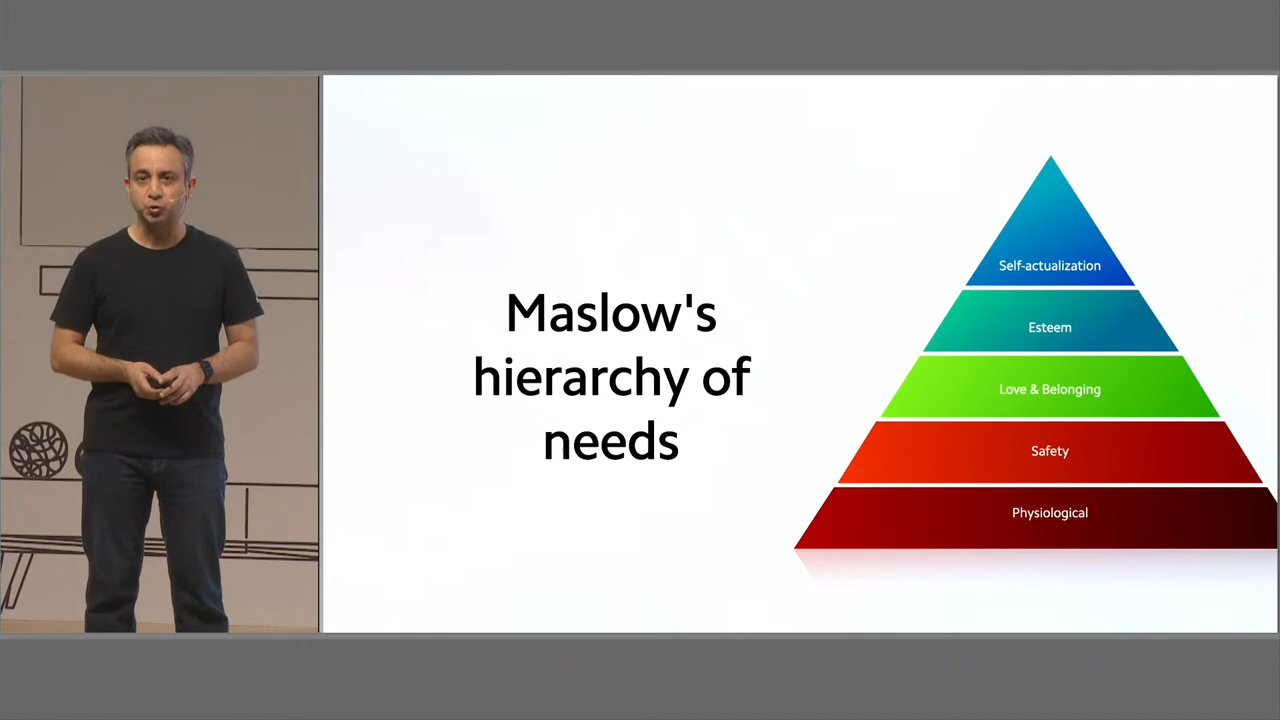 Maslow's
hierarchy of
needs
Self-actualization
Esteem
Love & Belonging
Safety
Physiological